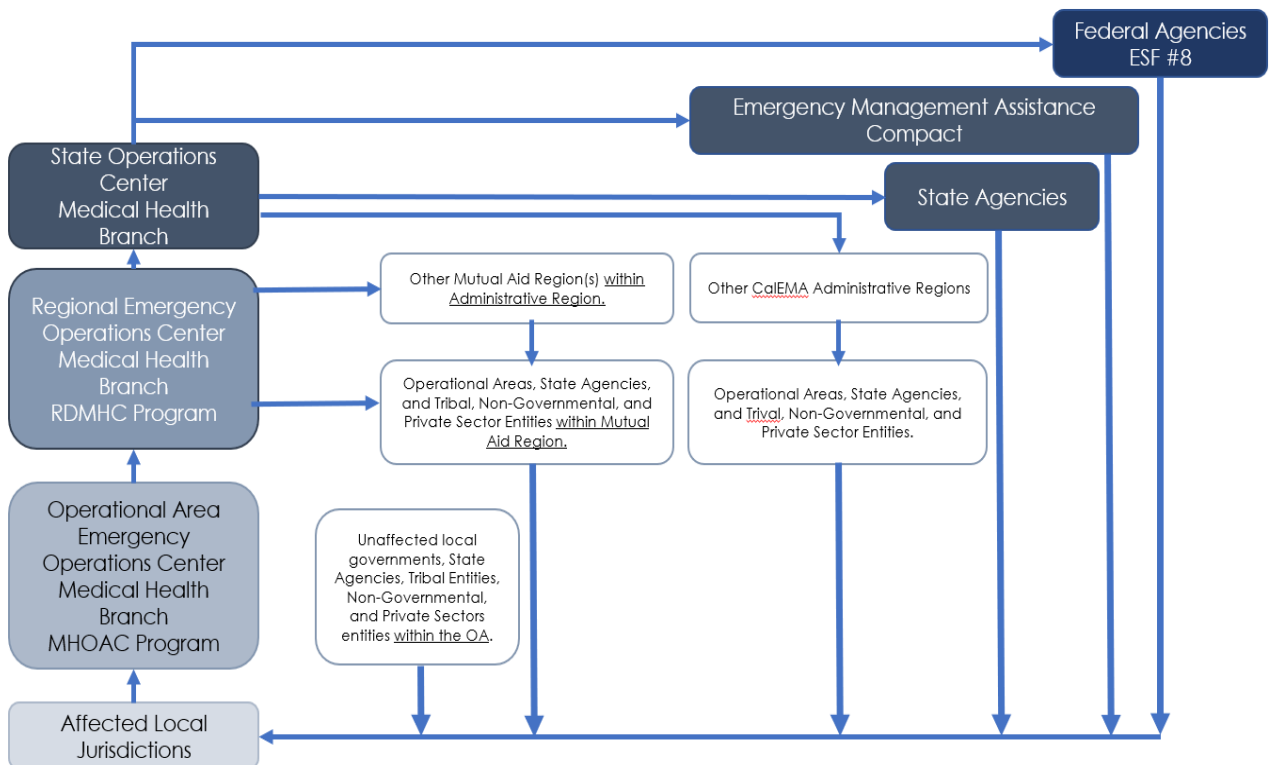 Federal Agencies
ESF #8
Emergency Management Assistance
Compact
State Operations
Center
Medical Health
Branch
State Agencies
Regional Emergency
Operations Center
Medical Health
Branch
RDMHC Program
Other Mutual Aid Region(s) within
Administrative Region.
Other CalEMA Administrative Regions
Operational Areas, State Agencies,
and Tribal, Non-Governmental, and
Private Sector Entities within Mutual
Aid Region.
Operational Areas, State Agencies,
and Trival, Non-Governmental, and
Private Sector Entities.
Operational Area
Emergency
Operations Center
Medical Health
Branch
MHOAC Program
Unaffected local
governments, State
Agencies, Tribal Entities,
Non-Governmental,
and Private Sectors
entities within the OA.
Affected Local
Jurisdictions